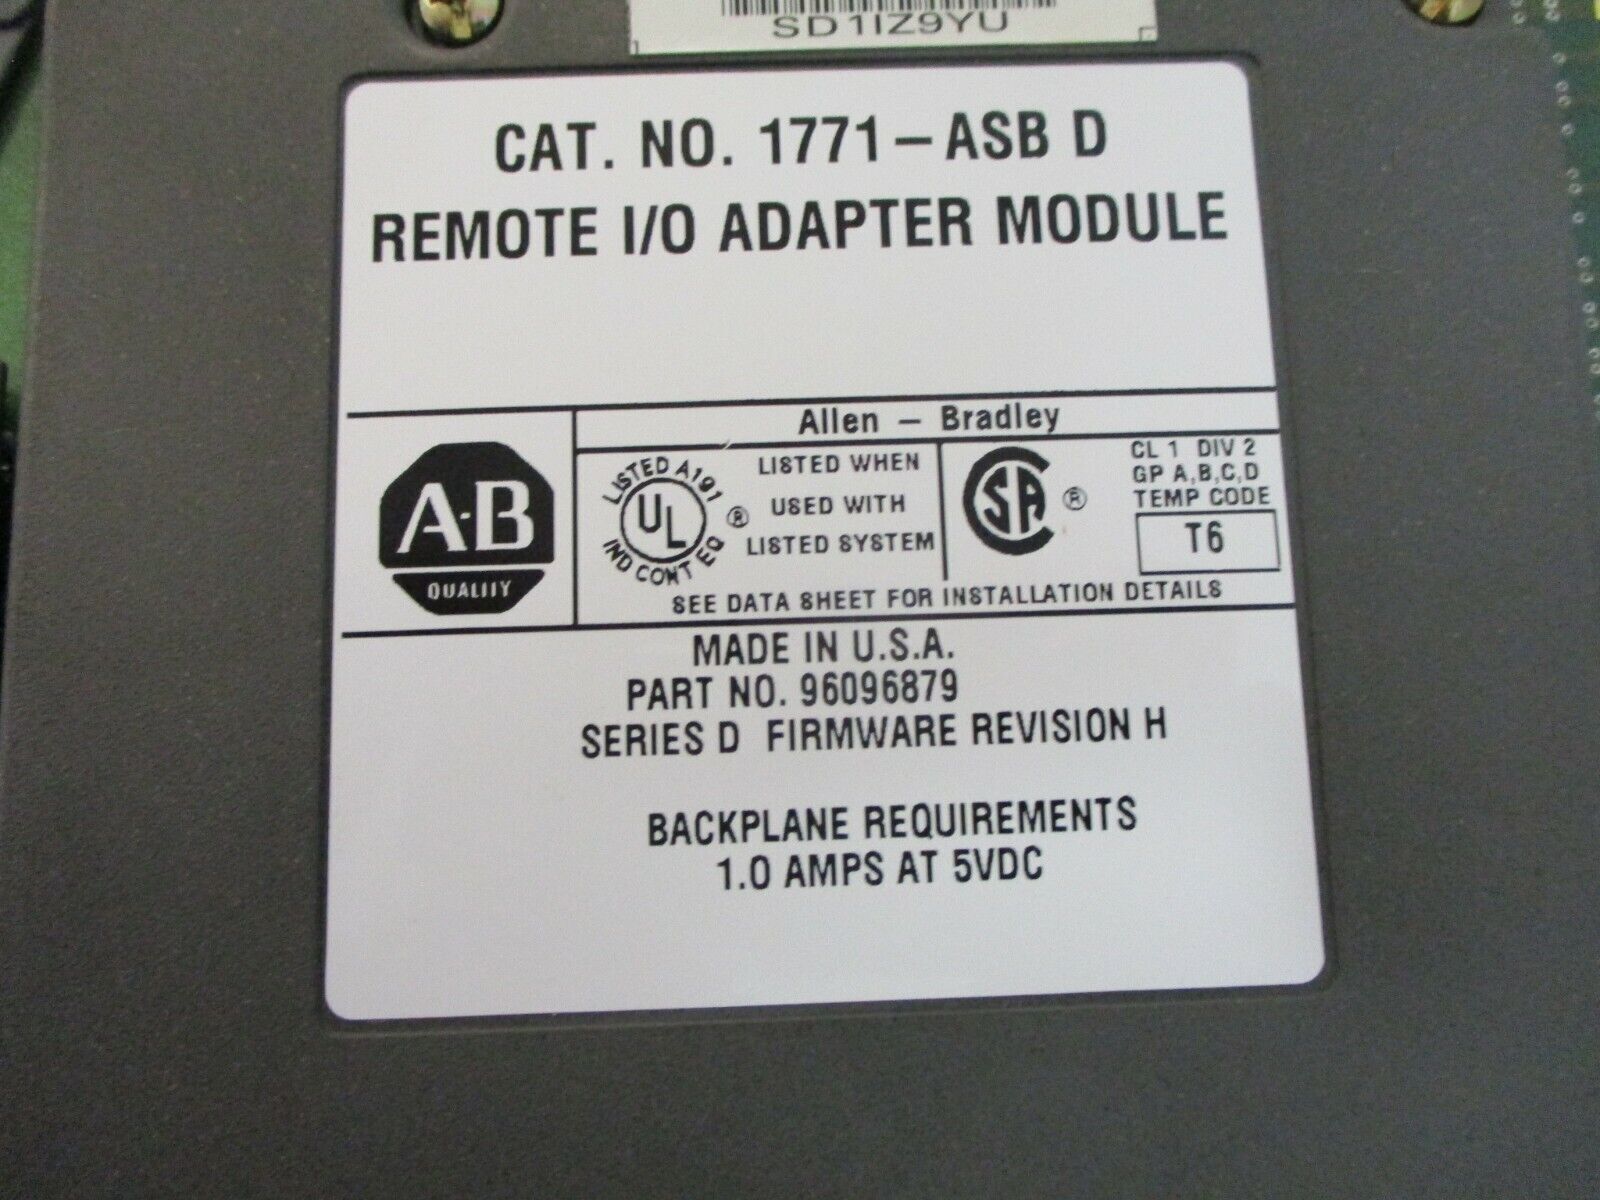 SD1IZ9YU
CAT. NO. 1771-ASB D
REMOTE I/O ADAPTER MODULE
Allen - Bradley
A-B
QUALITY
LISTED A191
UL ®
IND CONT EQ
LISTED WHEN
USED WITH
LISTED SYSTEM
SA ®
CL 1 DIV 2
GP A,B,C,D
TEMP CODE
T6
SEE DATA SHEET FOR INSTALLATION DETAILS
MADE IN U.S.A.
PART NO. 96096879
SERIES D FIRMWARE REVISION H
BACKPLANE REQUIREMENTS
1.0 AMPS AT 5VDC